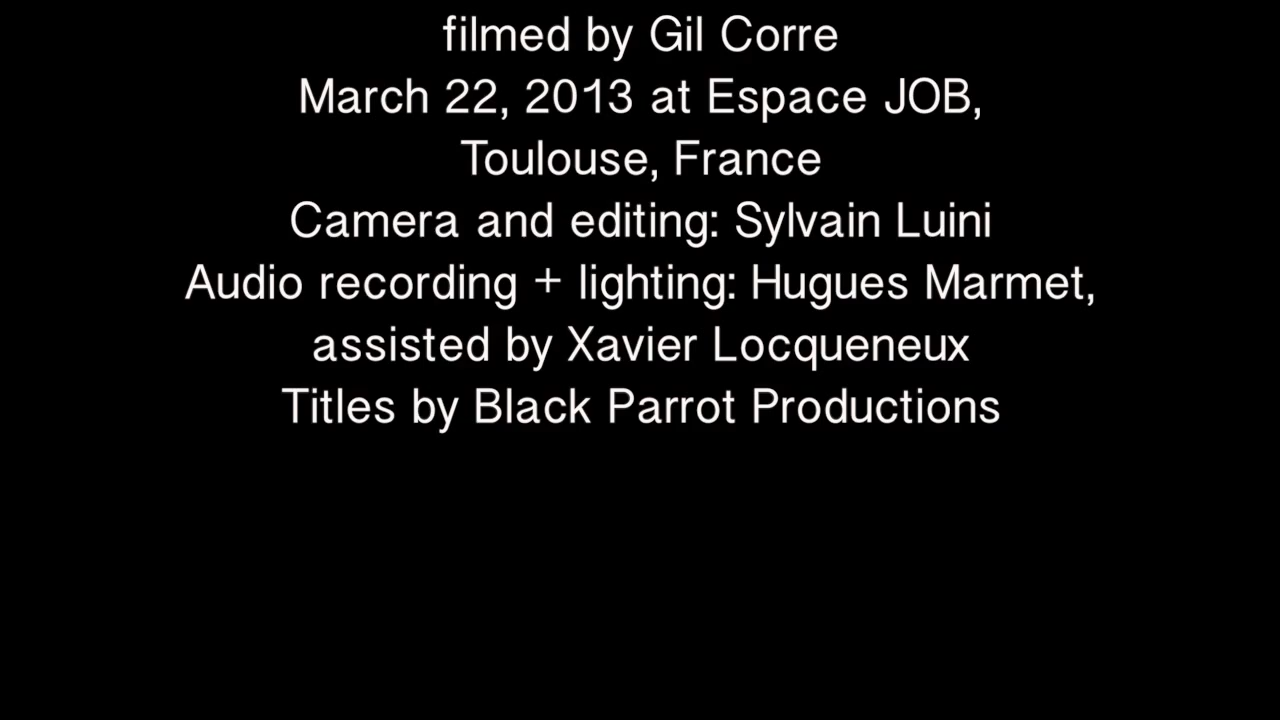 filmed by Gil Corre
March 22, 2013 at Espace JOB,
Toulouse, France
Camera and editing: Sylvain Luini
Audio recording + lighting: Hugues Marmet,
assisted by Xavier Locqueneux
Titles by Black Parrot Productions